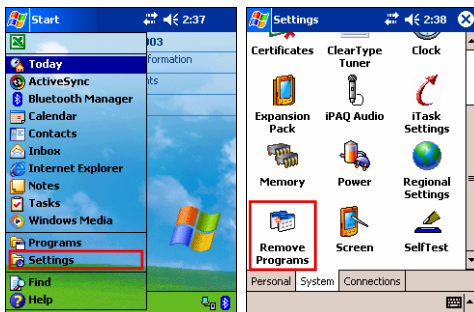 Start 2:37
003
formation
Today
nts
ActiveSync
Bluetooth Manager
Calendar
Contacts
Inbox
Internet Explorer
Notes
Tasks
Windows Media
Programs
Settings
Find
Help
Settings 2:38
Certificates ClearType Tuner Clock
Expansion Pack iPAQ Audio iTask Settings
Memory Power Regional Settings
Remove Programs Screen SelfTest
Personal System Connections